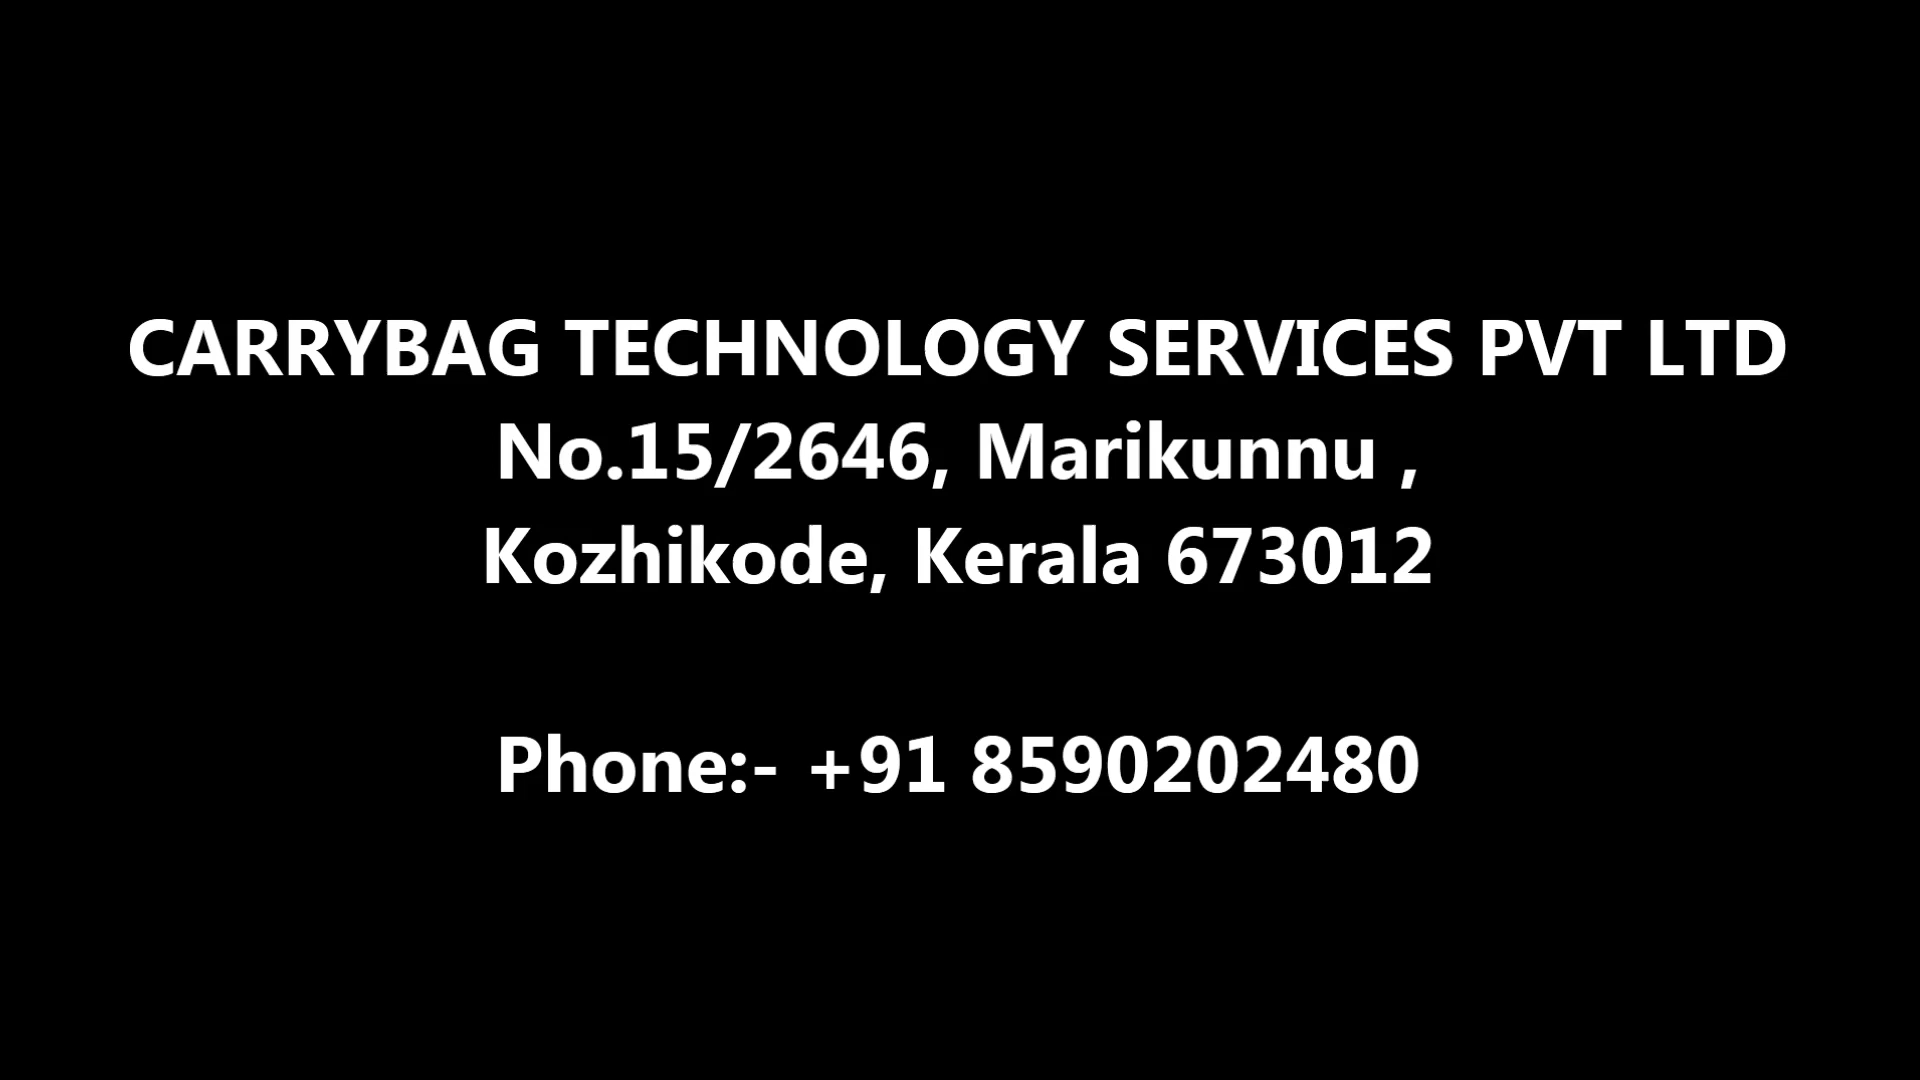 CARRYBAG TECHNOLOGY SERVICES PVT LTD
No.15/2646, Marikunnu ,
Kozhikode, Kerala 673012
Phone:- +91 8590202480